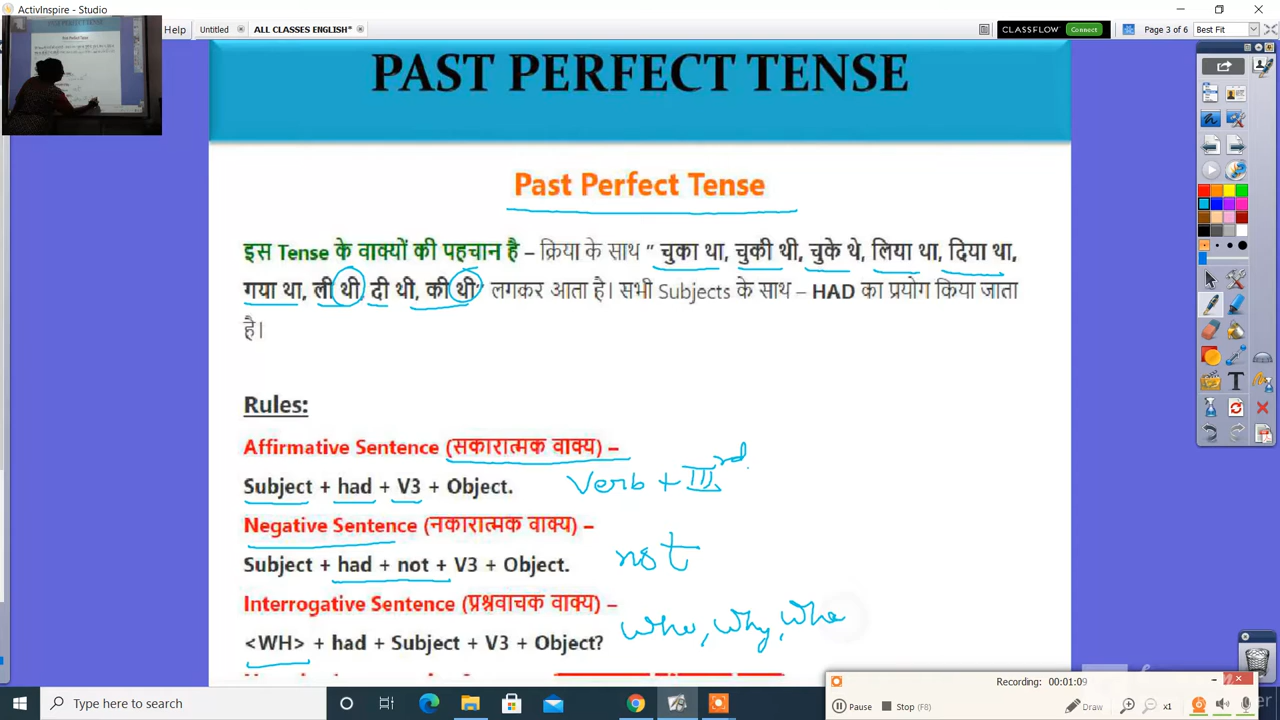 ActivInspire - Studio
Help
Untitled
ALL CLASSES ENGLISH*
CLASSFLOW
Connect
Page 3 of 6
Best Fit
PAST PERFECT TENSE
Past Perfect Tense
इस Tense के वाक्यों की पहचान है – क्रिया के साथ " चुका था, चुकी थी, चुके थे, लिया था, दिया था,
गया था, ली थी, दी थी, की थी" लगकर आता है। सभी Subjects के साथ – HAD का प्रयोग किया जाता
है।
Rules:
Affirmative Sentence (सकारात्मक वाक्य) –
Subject + had + V3 + Object.
Verb + III rd
Negative Sentence (नकारात्मक वाक्य) –
Subject + had + not + V3 + Object.
not
Interrogative Sentence (प्रश्नवाचक वाक्य) –
<WH> + had + Subject + V3 + Object?
who, why, whe
Recording: 00:01:09
Pause
Stop (F8)
x1
Draw
Type here to search